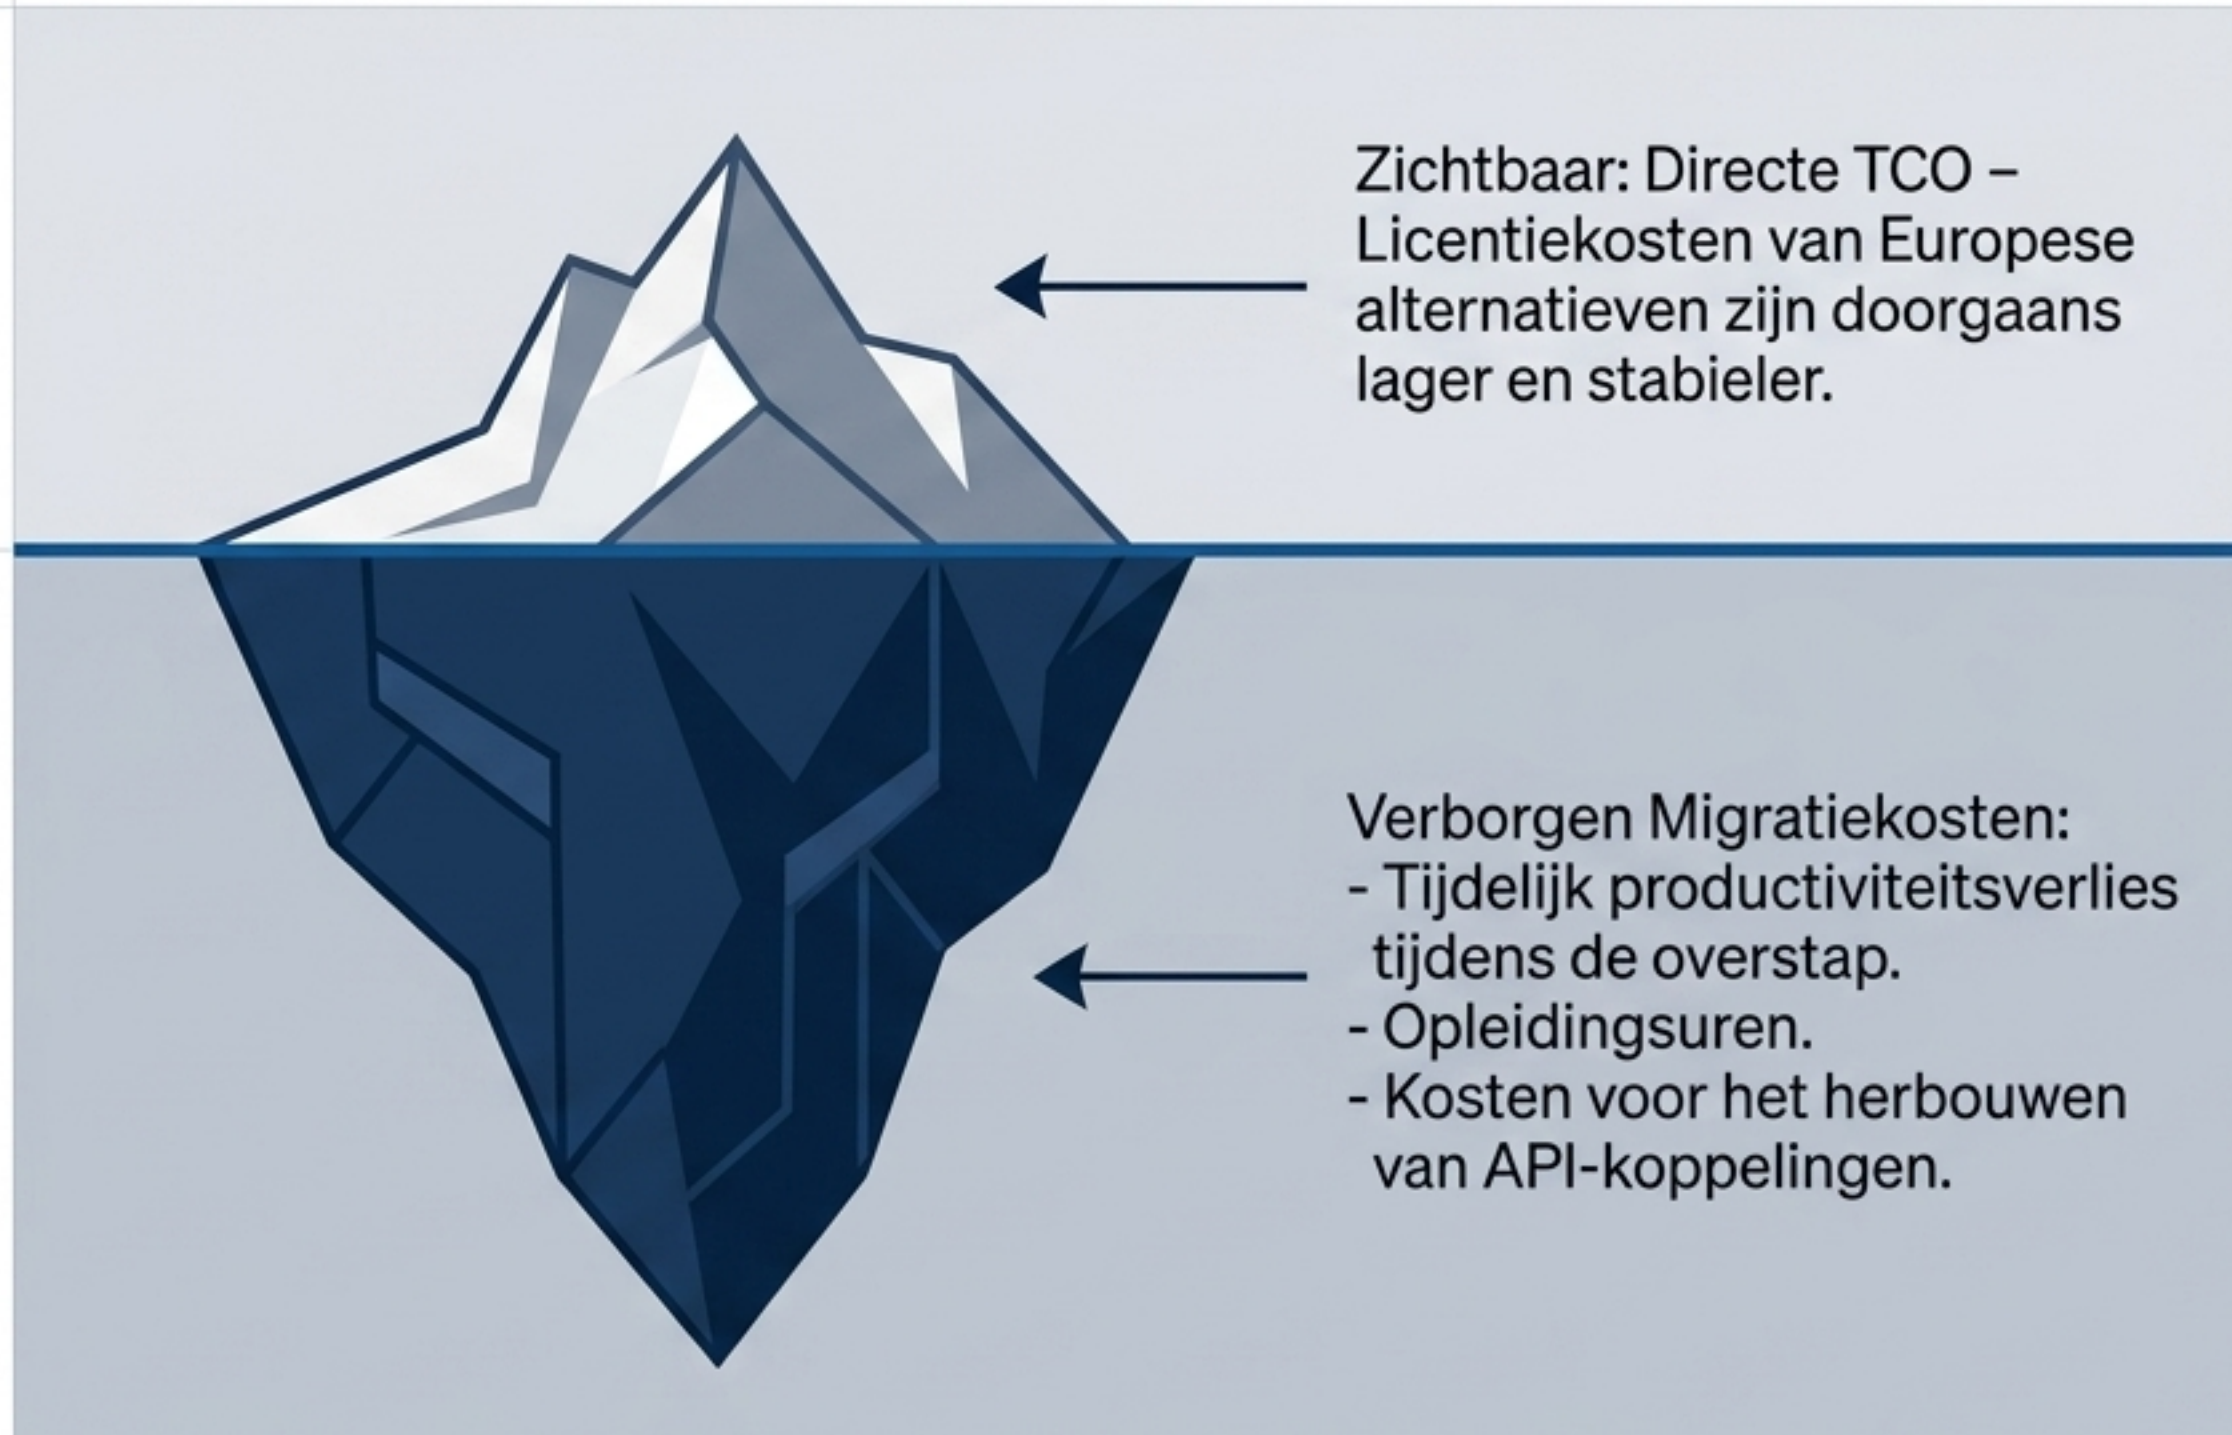 Zichtbaar: Directe TCO –
Licentiekosten van Europese
alternatieven zijn doorgaans
lager en stabieler.
Verborgen Migratiekosten:
- Tijdelijk productiviteitsverlies
tijdens de overstap.
- Opleidingsuren.
- Kosten voor het herbouwen
van API-koppelingen.